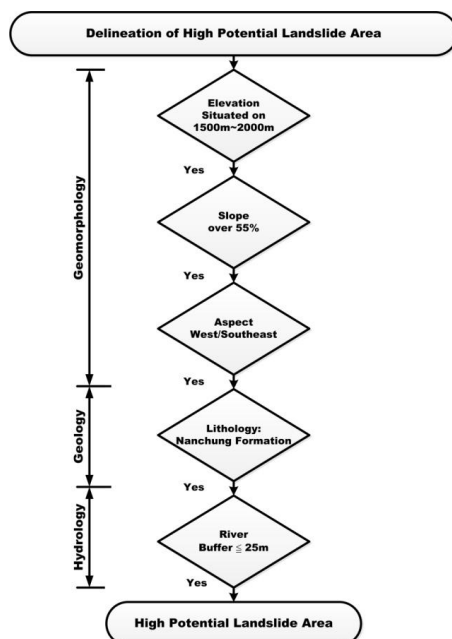 Delineation of High Potential Landslide Area
Elevation
Situated on
1500m~2000m
Yes
Slope
over 55%
Yes
Aspect
West/Southeast
Yes
Lithology:
Nanchung Formation
Yes
River
Buffer ≦ 25m
Yes
High Potential Landslide Area
Geomorphology
Geology
Hydrology